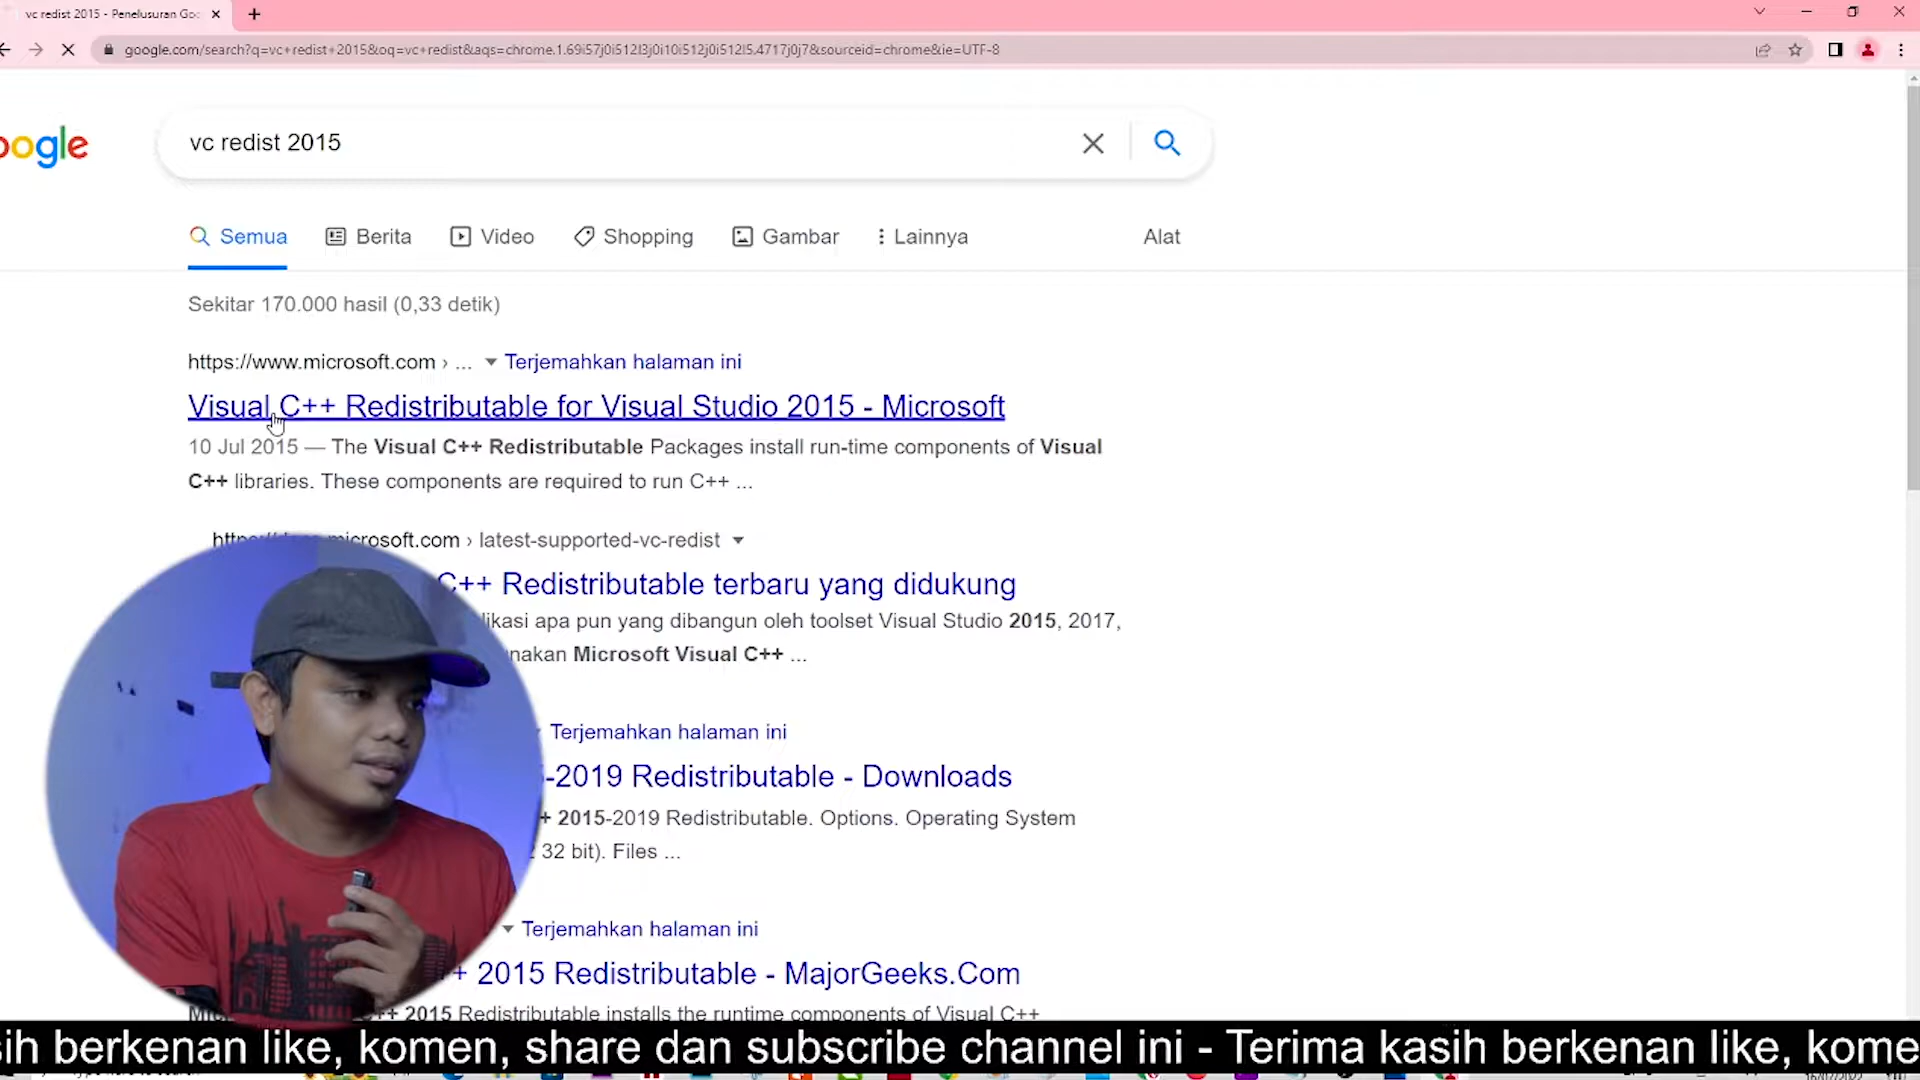 vc redist 2015 - Penelusuran Goo
google.com/search?q=vc+redist+2015&oq=vc+redist&aqs=chrome.1.69i57j0i512l3j0i10i512j0i512l5.4717j0j7&sourceid=chrome&ie=UTF-8
oogle
vc redist 2015
Semua
Berita
Video
Shopping
Gambar
Lainnya
Alat
Sekitar 170.000 hasil (0,33 detik)
https://www.microsoft.com › ... Terjemahkan halaman ini
Visual C++ Redistributable for Visual Studio 2015 - Microsoft
10 Jul 2015 — The Visual C++ Redistributable Packages install run-time components of Visual
C++ libraries. These components are required to run C++ ...
microsoft.com › latest-supported-vc-redist
C++ Redistributable terbaru yang didukung
likasi apa pun yang dibangun oleh toolset Visual Studio 2015, 2017,
nakan Microsoft Visual C++ ...
Terjemahkan halaman ini
-2019 Redistributable - Downloads
+ 2015-2019 Redistributable. Options. Operating System
32 bit). Files ...
Terjemahkan halaman ini
+ 2015 Redistributable - MajorGeeks.Com
C++ 2015 Redistributable installs the runtime components of Visual C++
ih berkenan like, komen, share dan subscribe channel ini - Terima kasih berkenan like, kome